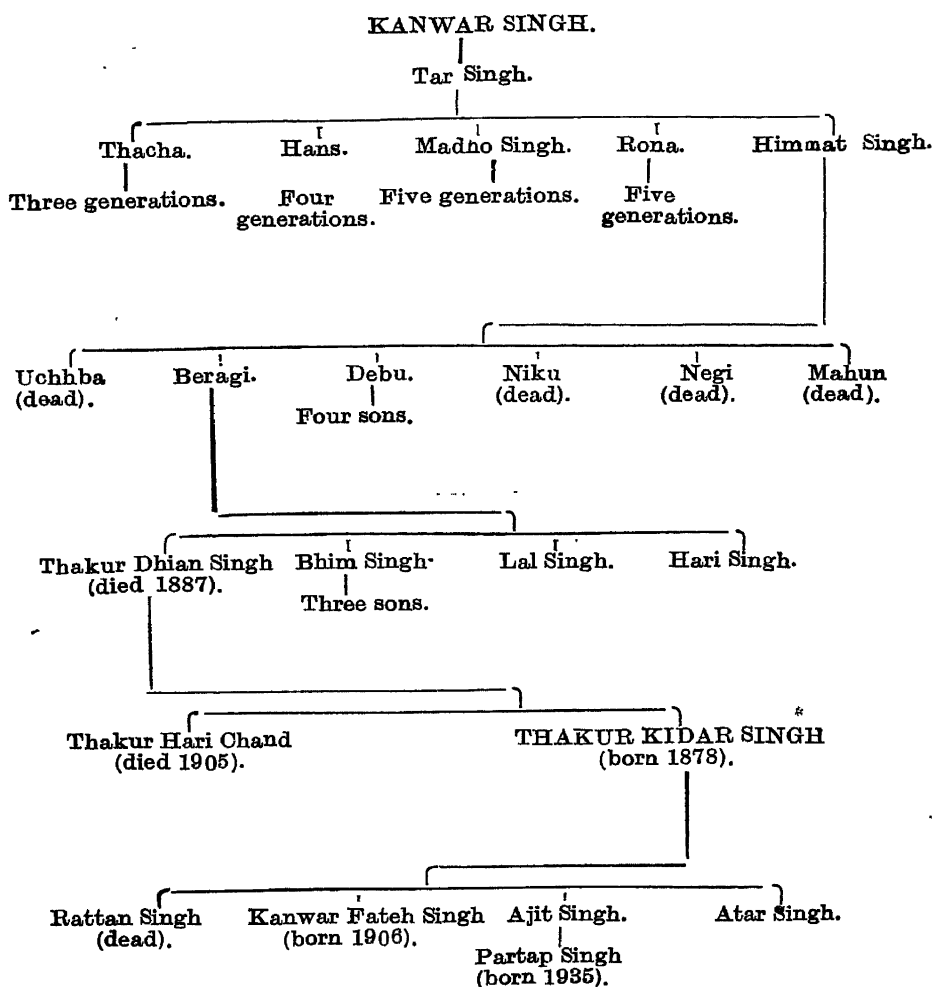 KANWAR SINGH.
Tar Singh.
Thacha. Hans. Madho Singh. Rona. Himmat Singh.
Three generations. Four generations. Five generations. Five generations.
Uchhba (dead). Beragi. Debu. Niku (dead). Negi (dead). Mahun (dead).
Four sons.
Thakur Dhian Singh (died 1887). Bhim Singh. Lal Singh. Hari Singh.
Three sons.
Thakur Hari Chand (died 1905). THAKUR KIDAR SINGH* (born 1878).
Rattan Singh (dead). Kanwar Fateh Singh (born 1906). Ajit Singh. Atar Singh.
Partap Singh (born 1935).